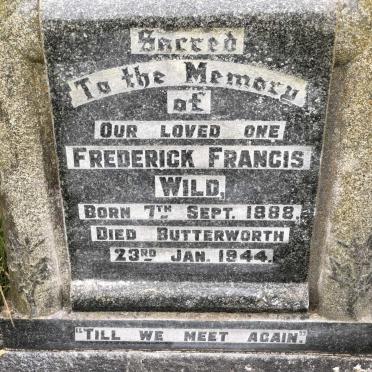 Sacred
To the Memory
of
OUR LOVED ONE
FREDERICK FRANCIS
WILD.
BORN 7TH SEPT. 1888.
DIED BUTTERWORTH
23RD JAN. 1944.
"TILL WE MEET AGAIN"